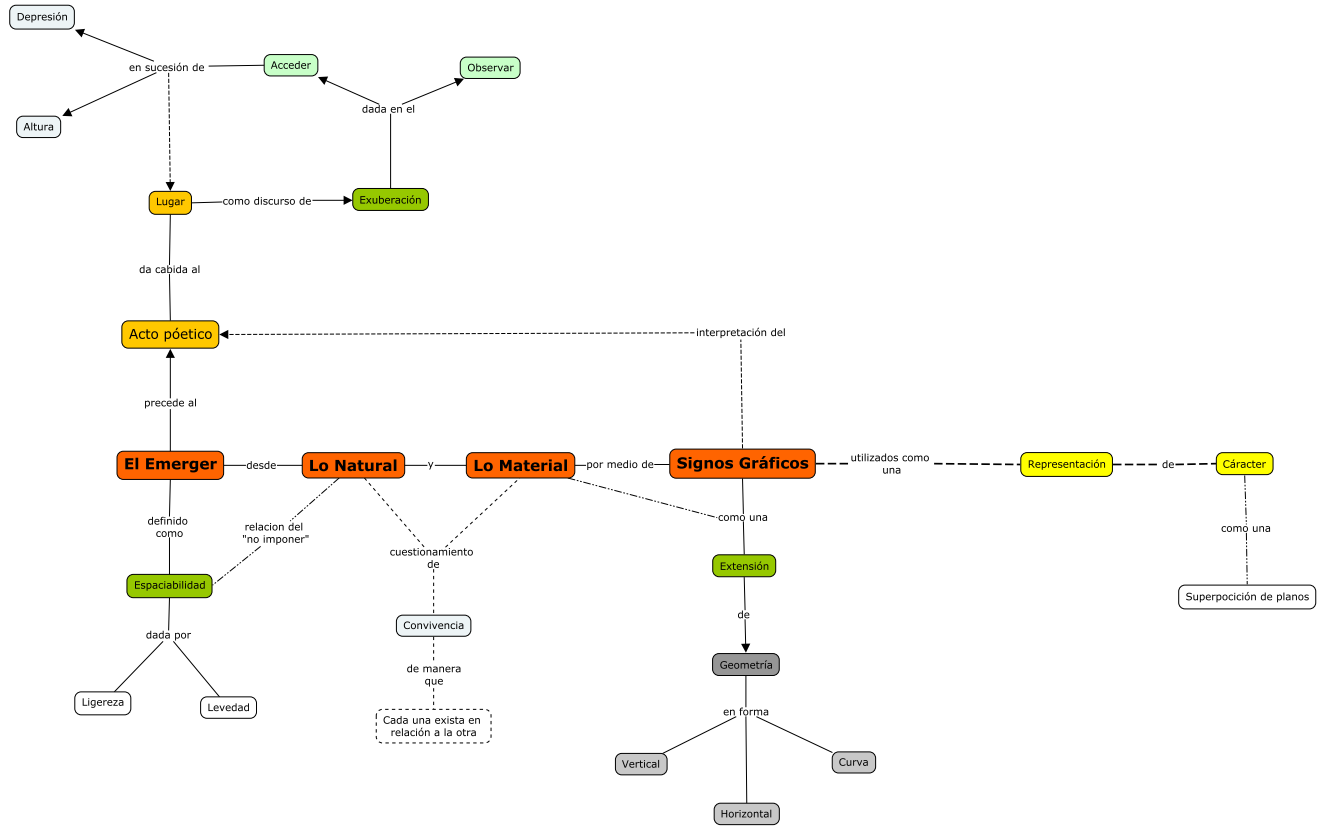 Depresión
en sucesión de
Acceder
Observar
Altura
dada en el
Lugar
como discurso de
Exuberación
da cabida al
Acto póetico
interpretación del
precede al
El Emerger
desde
Lo Natural
y
Lo Material
por medio de
Signos Gráficos
utilizados como
una
Representación
de
Cáracter
definido
como
relacion del
"no imponer"
cuestionamiento
de
como una
como una
Espaciabilidad
Extensión
Superpocición de planos
dada por
Convivencia
de
Ligereza
Levedad
de manera
que
Geometría
Cada una exista en
relación a la otra
en forma
Vertical
Curva
Horizontal